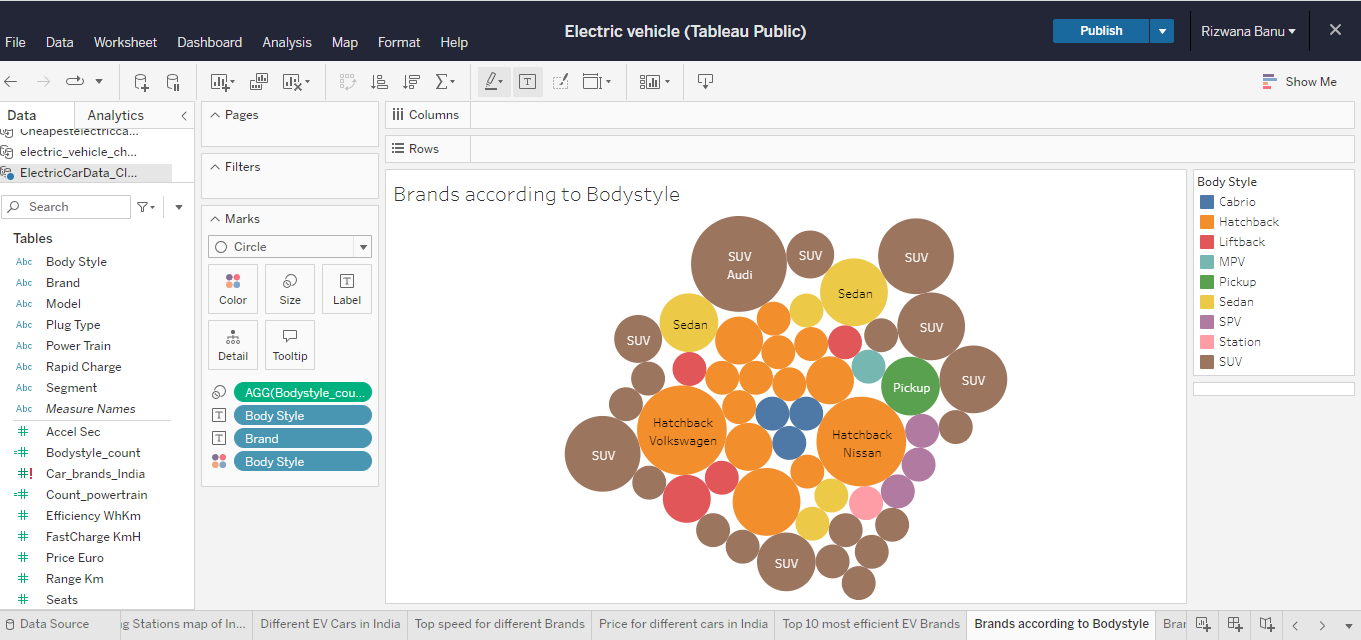 Electric vehicle (Tableau Public)
Publish
Rizwana Banu
File Data Worksheet Dashboard Analysis Map Format Help
Show Me
Data Analytics
Cheapestelectricca...
electric_vehicle_ch...
ElectricCarData_Cl...
Search
Tables
Abc Body Style
Abc Brand
Abc Model
Abc Plug Type
Abc Power Train
Abc Rapid Charge
Abc Segment
Abc Measure Names
Accel Sec
Bodystyle_count
Car_brands_India
Count_powertrain
Efficiency WhKm
FastCharge KmH
Price Euro
Range Km
Seats
Pages
Filters
Marks
Circle
Color Size Label
Detail Tooltip
AGG(Bodystyle_cou...
Body Style
Brand
Body Style
Columns
Rows
Brands according to Bodystyle
SUV
Audi
SUV
SUV
Sedan
Sedan
SUV
SUV
SUV
Pickup
Hatchback
Volkswagen
Hatchback
Nissan
SUV
SUV
Body Style
Cabrio
Hatchback
Liftback
MPV
Pickup
Sedan
SPV
Station
SUV
Data Source
g Stations map of In...
Different EV Cars in India
Top speed for different Brands
Price for different cars in India
Top 10 most efficient EV Brands
Brands according to Bodystyle
Brar